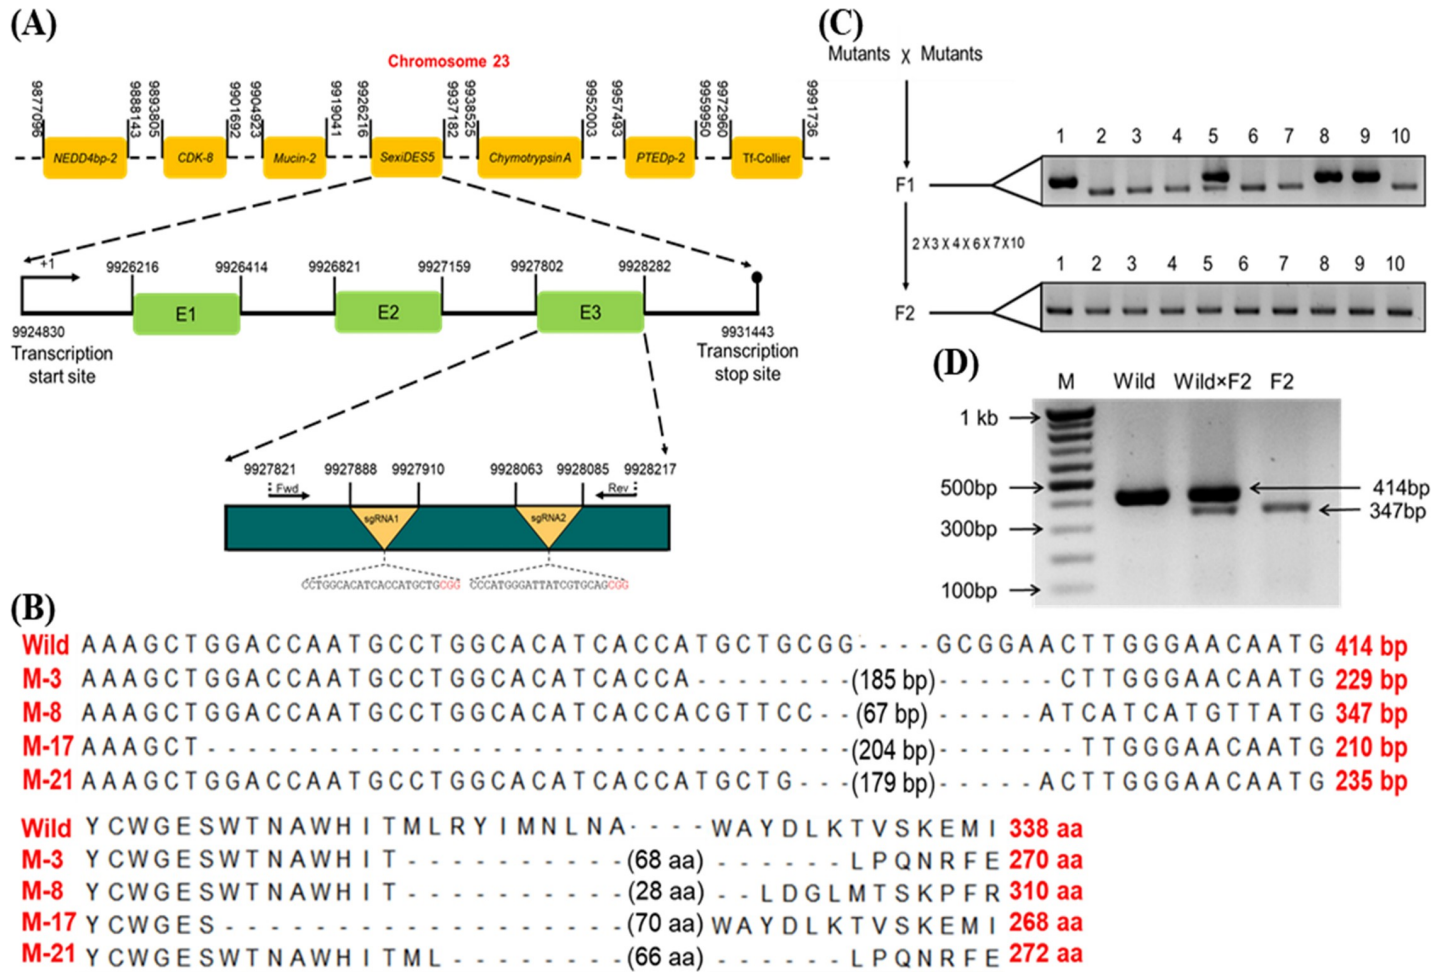 (A)
Chromosome 23
9877096 9888143 9893805 9901692 9904923 9919041 9926216 9937182 9938525 9952003 9957493 9959950 9972960 9991736
NEDD4bp-2 CDK-8 Mucin-2 SexiDES5 Chymotrypsin A PTEDp-2 Tf-Collier
+1 9926216 9926414 9926821 9927159 9927802 9928282
E1 E2 E3
9924830 9931443
Transcription start site
Transcription stop site
9927821 9927888 9927910 9928063 9928085 9928217
Fwd Rev
sgRNA1 sgRNA2
CCTGGCACATCACCATGCTGCGG CCCATGGGATTATCGTGCAGCGG
(C)
Mutants X Mutants
1 2 3 4 5 6 7 8 9 10
F1
2 X 3 X 4 X 6 X 7 X 10
1 2 3 4 5 6 7 8 9 10
F2
(D)
M Wild Wild×F2 F2
1 kb
500bp 414bp
347bp
300bp
100bp
(B)
Wild AAAGCTGGACCAATGCCTGGCACATCACCATGCTGCGG----GCGGAACTTGGGAACAATG 414 bp
M-3 AAAGCTGGACCAATGCCTGGCACATCACCA-------(185 bp)------CTTGGGAACAATG 229 bp
M-8 AAAGCTGGACCAATGCCTGGCACATCACCACGTTCC--(67 bp)-----ATCATCATGTTATG 347 bp
M-17 AAAGCT-----------------------------(204 bp)-------TTGGGAACAATG 210 bp
M-21 AAAGCTGGACCAATGCCTGGCACATCACCATGCTG---(179 bp)-----ACTTGGGAACAATG 235 bp
Wild YCWGESWTNAWHITMLRYIMNLNA----WAYDLKTVSKEMI 338 aa
M-3 YCWGESWTNAWHIT----------(68 aa)------LPQNRFE 270 aa
M-8 YCWGESWTNAWHIT----------(28 aa)--LDGLMTSKPFR 310 aa
M-17 YCWGES------------------(70 aa)WAYDLKTVSKEMI 268 aa
M-21 YCWGESWTNAWHITML--------(66 aa)------LPQNRFE 272 aa